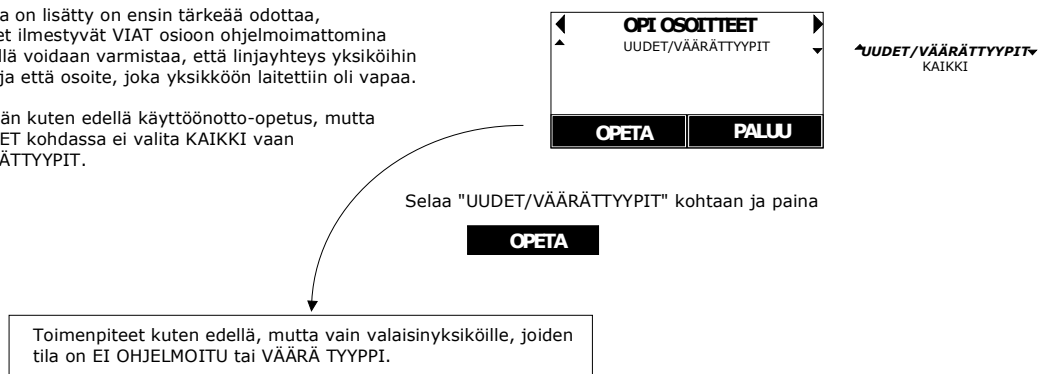 a on lisätty on ensin tärkeää odottaa,
et ilmestyvät VIAT osioon ohjelmoimattomina
llä voidaan varmistaa, että linjayhteys yksiköihin
ja että osoite, joka yksikköön laitettiin oli vapaa.
än kuten edellä käyttöönotto-opetus, mutta
ET kohdassa ei valita KAIKKI vaan
ÄTTYYPIT.
OPI OSOITTEET
UUDET/VÄÄRÄTTYYPIT
OPETA PALUU
UUDET/VÄÄRÄTTYYPIT
KAIKKI
Selaa "UUDET/VÄÄRÄTTYYPIT" kohtaan ja paina
OPETA
Toimenpiteet kuten edellä, mutta vain valaisinyksiköille, joiden
tila on EI OHJELMOITU tai VÄÄRÄ TYYPPI.